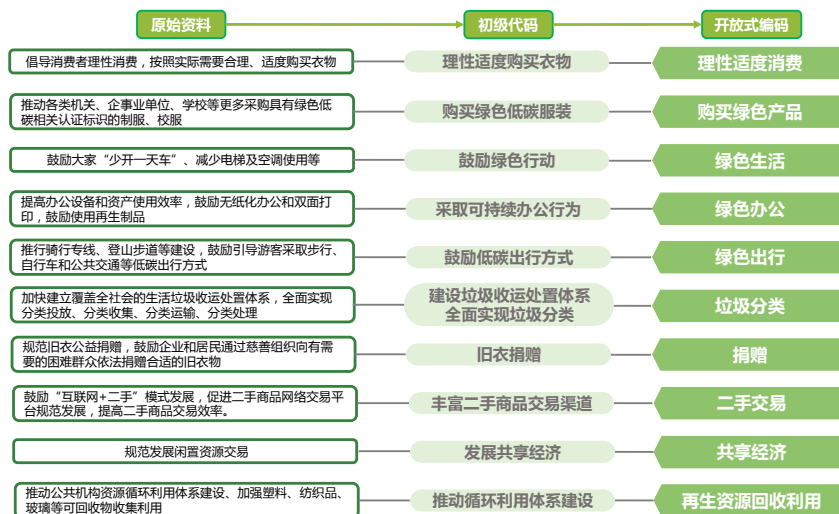 原始资料
初级代码
开放式编码
倡导消费者理性消费，按照实际需要合理、适度购买衣物
理性适度购买衣物
理性适度消费
推动各类机关、企事业单位、学校等更多采购具有绿色低
碳相关认证标识的制服、校服
购买绿色低碳服装
购买绿色产品
鼓励大家“少开一天车”、减少电梯及空调使用等
鼓励绿色行动
绿色生活
提高办公设备和资产使用效率，鼓励无纸化办公和双面打
印，鼓励使用再生制品
采取可持续办公行为
绿色办公
推行骑行专线、登山步道等建设，鼓励引导游客采取步行、
自行车和公共交通等低碳出行方式
鼓励低碳出行方式
绿色出行
加快建立覆盖全社会的生活垃圾收运处置体系，全面实现
分类投放、分类收集、分类运输、分类处理
建设垃圾收运处置体系
全面实现垃圾分类
垃圾分类
规范旧衣公益捐赠，鼓励企业和居民通过慈善组织向有需
要的困难群众依法捐赠合适的旧衣物
旧衣捐赠
捐赠
鼓励“互联网+二手”模式发展，促进二手商品网络交易平
台规范发展，提高二手商品交易效率。
丰富二手商品交易渠道
二手交易
规范发展闲置资源交易
发展共享经济
共享经济
推动公共机构资源循环利用体系建设、加强塑料、纺织品、
玻璃等可回收物收集利用
推动循环利用体系建设
再生资源回收利用